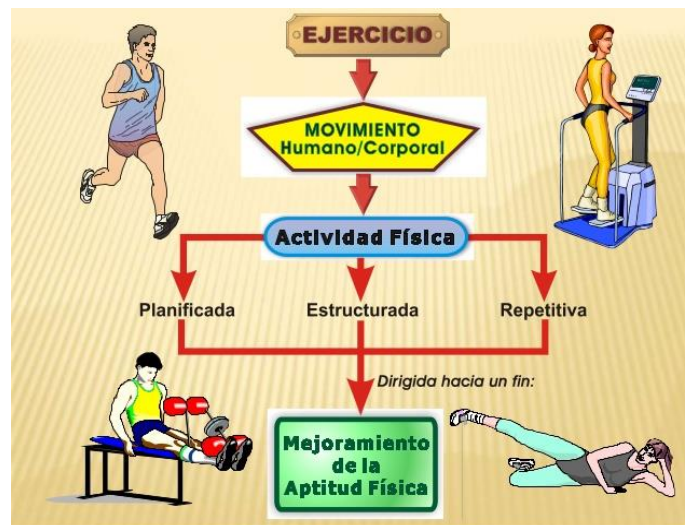 EJERCICIO
MOVIMIENTO
Humano/Corporal
Actividad Física
Planificada
Estructurada
Repetitiva
Dirigida hacia un fin:
Mejoramiento
de la
Aptitud Física